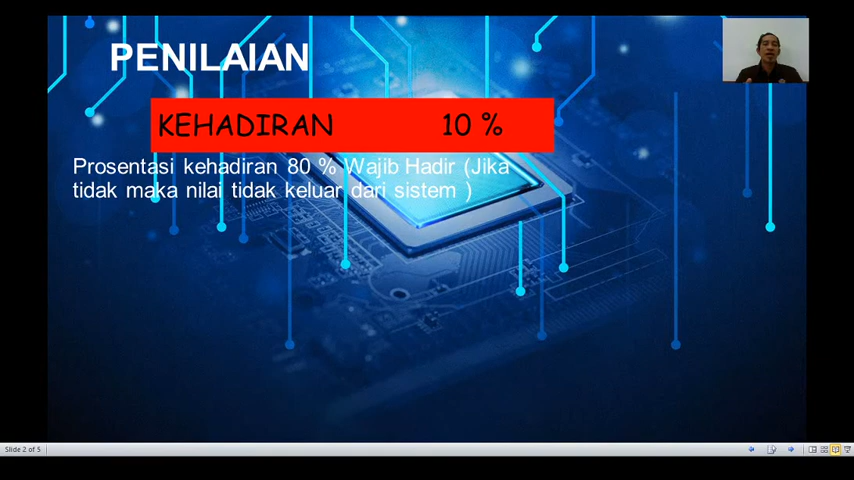 PENILAIAN
KEHADIRAN 10 %
Prosentasi kehadiran 80 % Wajib Hadir (Jika
tidak maka nilai tidak keluar dari sistem )
Slide 2 of 5